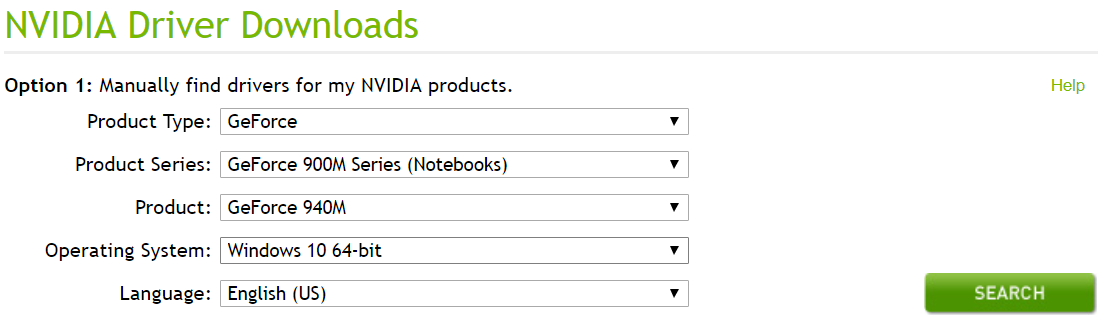 NVIDIA Driver Downloads
Option 1: Manually find drivers for my NVIDIA products.
Help
Product Type: GeForce
Product Series: GeForce 900M Series (Notebooks)
Product: GeForce 940M
Operating System: Windows 10 64-bit
Language: English (US)
SEARCH